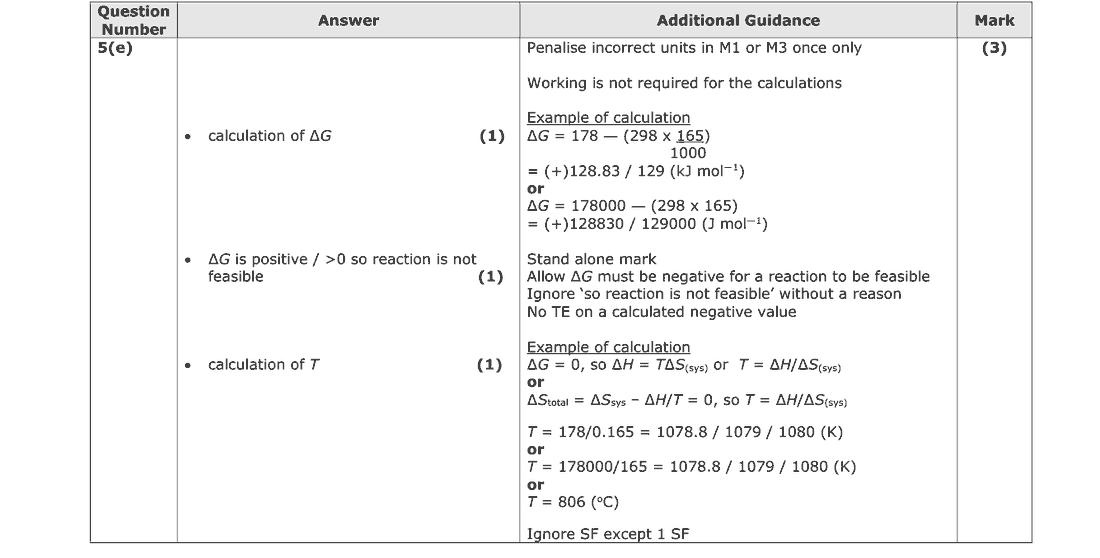 Question Number
Answer
Additional Guidance
Mark
5(e)
Penalise incorrect units in M1 or M3 once only
(3)
Working is not required for the calculations
Example of calculation
• calculation of ΔG (1)
ΔG = 178 — (298 x 165)
1000
= (+)128.83 / 129 (kJ mol⁻¹)
or
ΔG = 178000 — (298 x 165)
= (+)128830 / 129000 (J mol⁻¹)
• ΔG is positive / >0 so reaction is not
feasible (1)
Stand alone mark
Allow ΔG must be negative for a reaction to be feasible
Ignore ‘so reaction is not feasible’ without a reason
No TE on a calculated negative value
Example of calculation
• calculation of T (1)
ΔG = 0, so ΔH = TΔS(sys) or T = ΔH/ΔS(sys)
or
ΔStotal = ΔSsys – ΔH/T = 0, so T = ΔH/ΔS(sys)
T = 178/0.165 = 1078.8 / 1079 / 1080 (K)
or
T = 178000/165 = 1078.8 / 1079 / 1080 (K)
or
T = 806 (°C)
Ignore SF except 1 SF